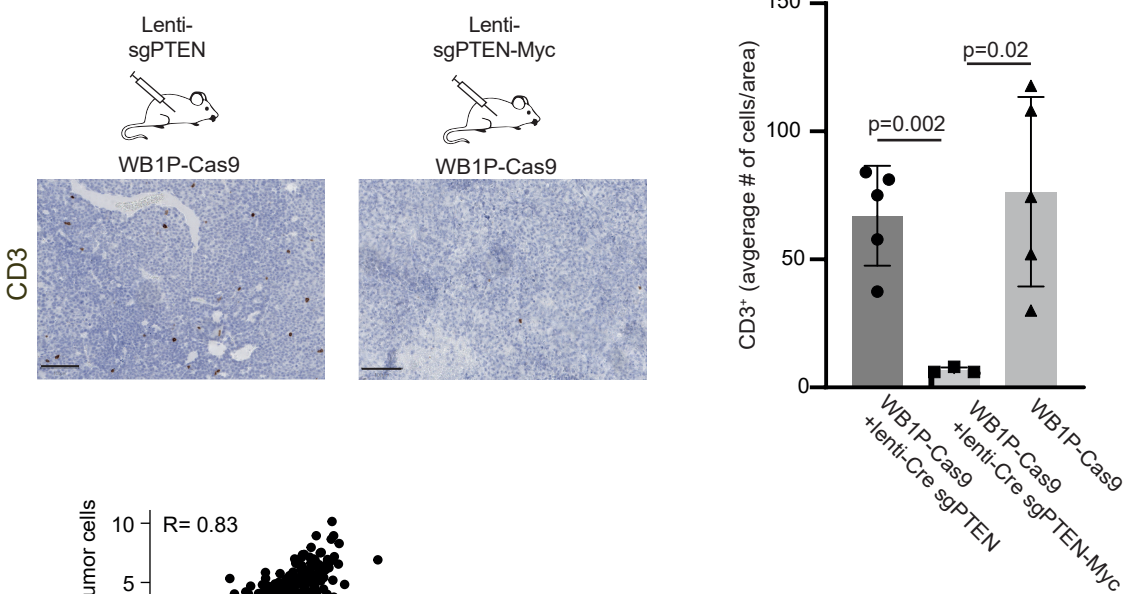 Lenti-
sgPTEN
Lenti-
sgPTEN-Myc
WB1P-Cas9
WB1P-Cas9
CD3
150
p=0.02
p=0.002
100
50
0
CD3+ (avgerage # of cells/area)
WB1P-Cas9
+lenti-Cre sgPTEN
WB1P-Cas9
+lenti-Cre sgPTEN-Myc
WB1P-Cas9
10
R= 0.83
5
umor cells